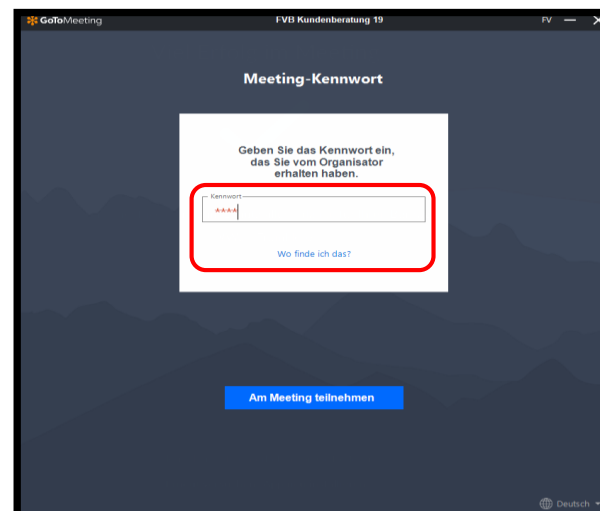 GoToMeeting FVB Kundenberatung 19 FV
Meeting-Kennwort
Geben Sie das Kennwort ein,
das Sie vom Organisator
erhalten haben.
Kennwort
****
Wo finde ich das?
Am Meeting teilnehmen
Deutsch